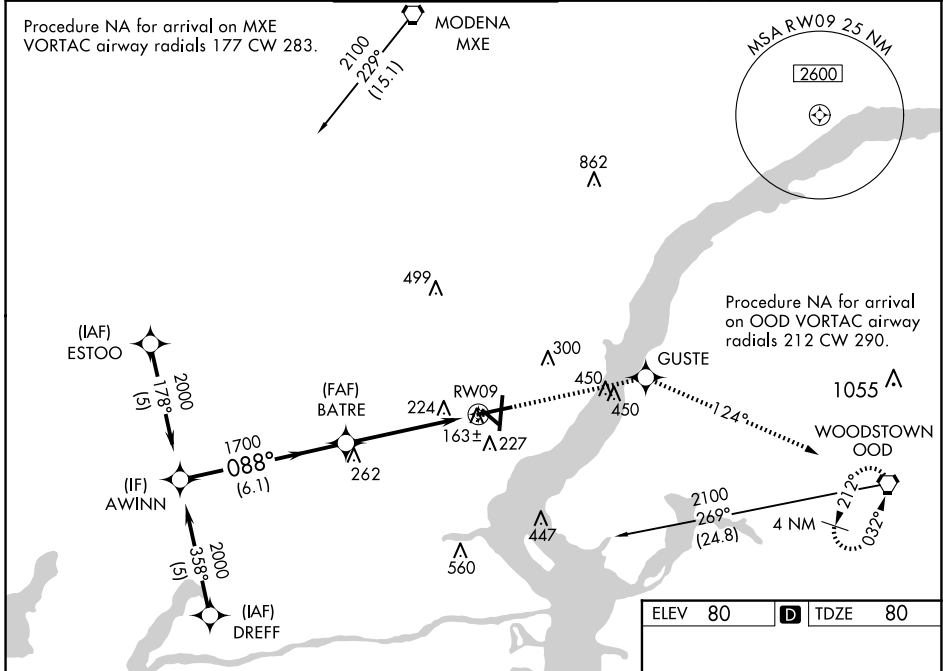 Procedure NA for arrival on MXE
VORTAC airway radials 177 CW 283.
MODENA
MXE
2100
229°
(15.1)
MSA RW09 25 NM
2600
862
499
Procedure NA for arrival
on OOD VORTAC airway
radials 212 CW 290.
(IAF)
ESTOO
2000
178°
(5)
300
GUSTE
1055
(FAF)
BATRE
224
RW09
163±
227
450
450
124°
WOODSTOWN
OOD
1700
088°
(6.1)
262
(IF)
AWINN
2100
269°
(24.8)
4 NM
212°
032°
447
560
2000
358°
(5)
(IAF)
DREFF
ELEV 80 D TDZE 80